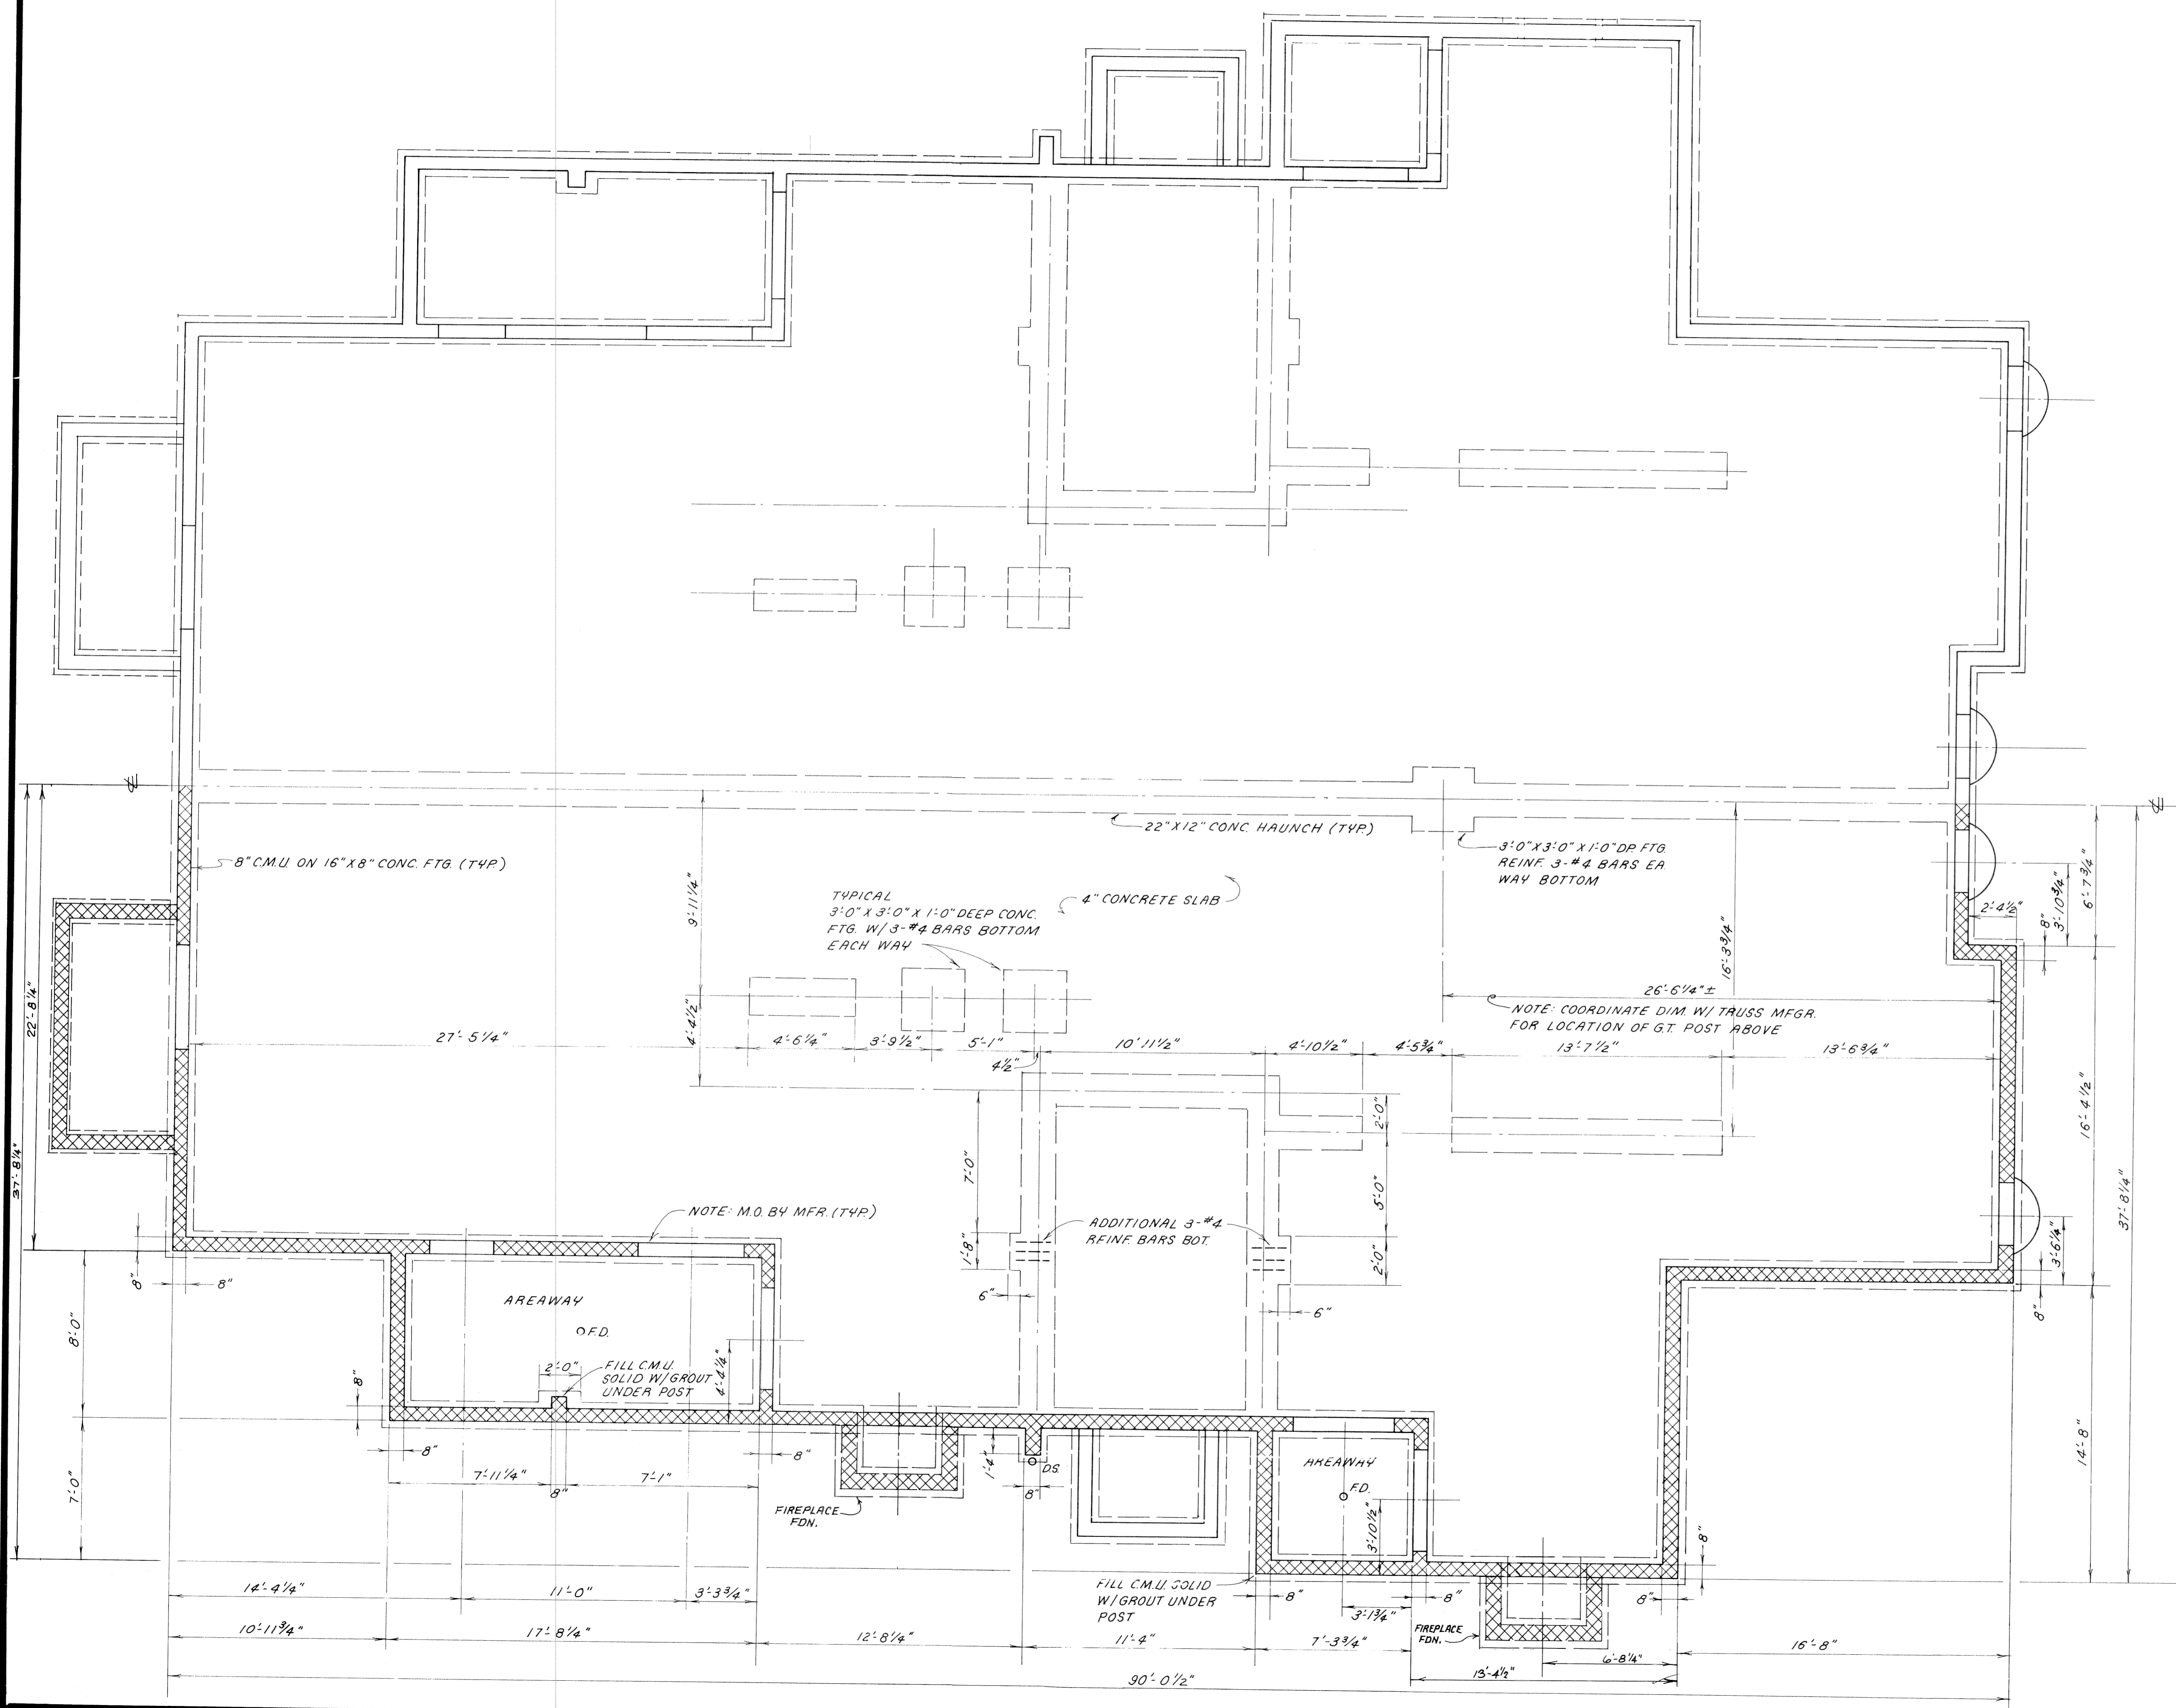 22"X12" CONC. HAUNCH (TYP.)
3'-0"X3'-0"X1'-0" DP. FTG.
REINF. 3-#4 BARS EA.
WAY BOTTOM
8" C.M.U. ON 16"X8" CONC. FTG. (TYP.)
TYPICAL
3'-0" X 3'-0" X 1'-0" DEEP CONC.
FTG. W/ 3-#4 BARS BOTTOM
EACH WAY
4" CONCRETE SLAB
9'-11 1/4"
16'-3 3/4"
2'-4 1/2"
8"
3'-10 3/4"
6'-7 3/4"
22'-8 1/4"
37'-8 1/4"
4'-4 1/2"
26'-6 1/4" ±
NOTE: COORDINATE DIM. W/ TRUSS MFGR.
FOR LOCATION OF G.T. POST ABOVE
27'-5 1/4"
4'-6 1/4"
3'-9 1/2"
5'-1"
4 1/2"
10'-11 1/2"
4'-10 1/2"
4'-5 3/4"
13'-7 1/2"
13'-6 3/4"
2'-0"
16'-4 1/2"
37'-8 1/4"
7'-0"
5'-0"
NOTE: M.O. BY MFR. (TYP.)
ADDITIONAL 3-#4
REINF. BARS BOT.
1'-8"
2'-0"
3'-6 1/4"
8"
8"
8"
6"
6"
AREAWAY
F.D.
8'-0"
2'-0"
FILL C.M.U.
SOLID W/ GROUT
UNDER POST
4'-4 1/4"
8"
8"
8"
7'-11 1/4"
8"
7'-1"
7'-0"
FIREPLACE
FDN.
1'-4"
D.S.
8"
AREAWAY
F.D.
3'-10 1/2"
14'-8"
8"
14'-4 1/4"
11'-0"
3'-3 3/4"
FILL C.M.U. SOLID
W/ GROUT UNDER
POST
8"
8"
8"
3'-1 3/4"
FIREPLACE
FDN.
10'-11 3/4"
17'-8 1/4"
12'-8 1/4"
11'-4"
7'-3 3/4"
6'-8 1/4"
16'-8"
13'-4 1/2"
90'-0 1/2"